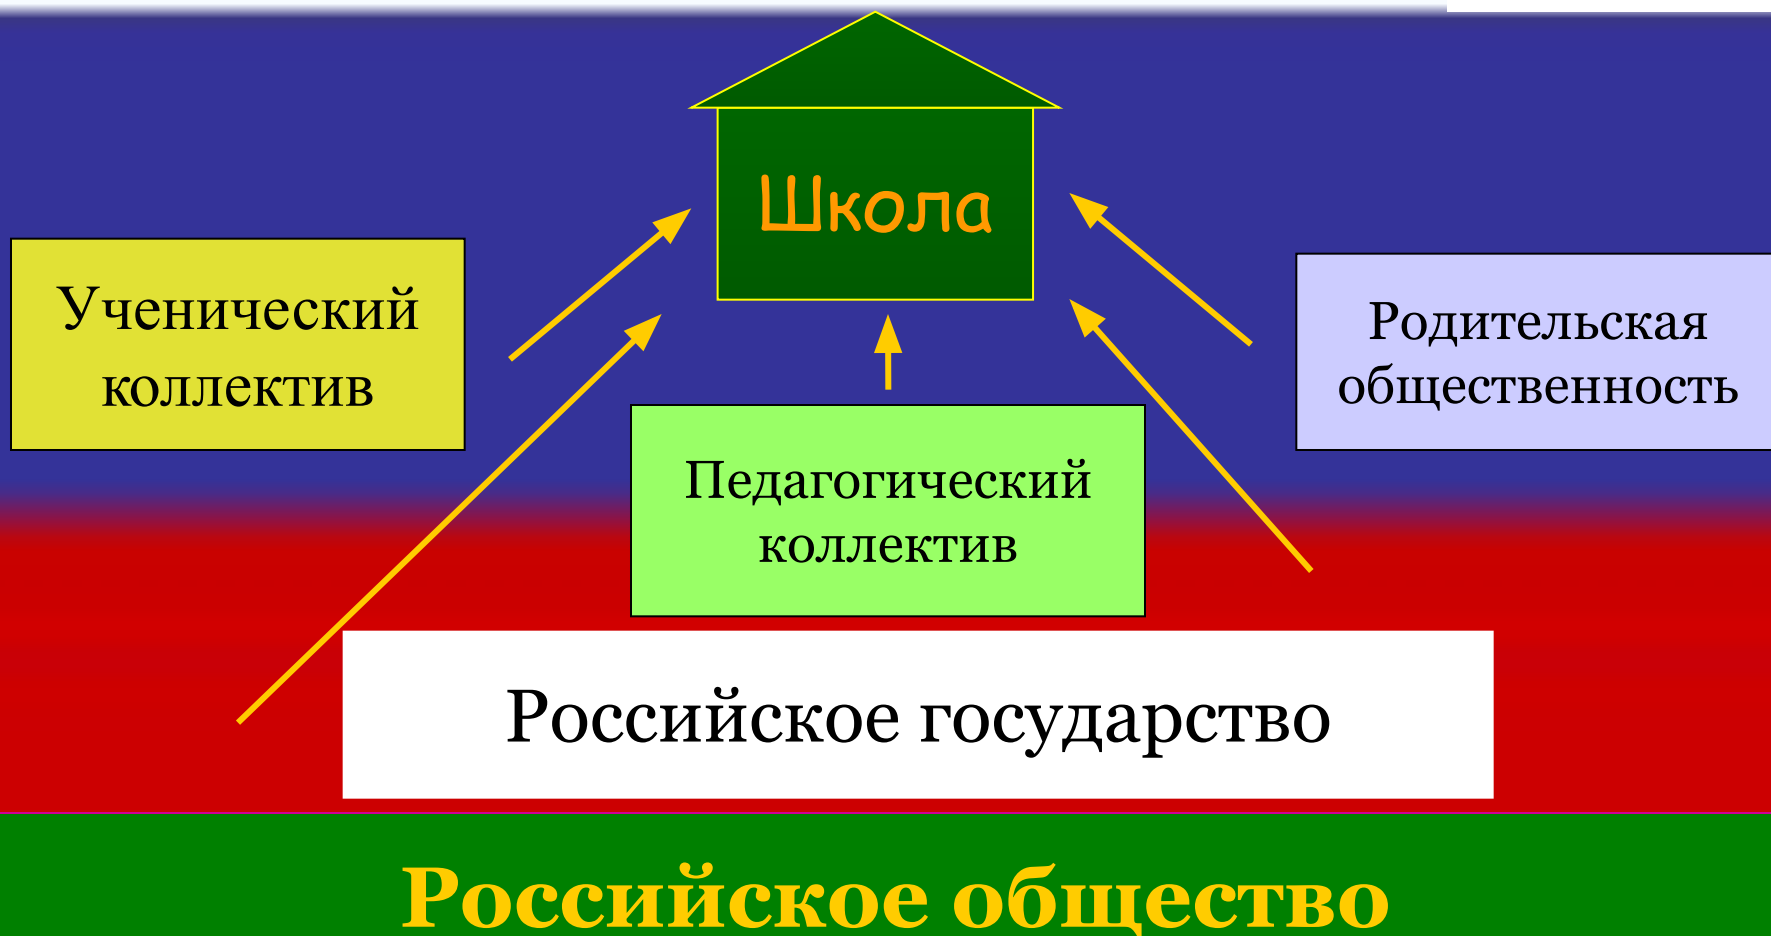 Школа
Ученический
коллектив
Родительская
общественность
Педагогический
коллектив
Российское государство
Российское общество